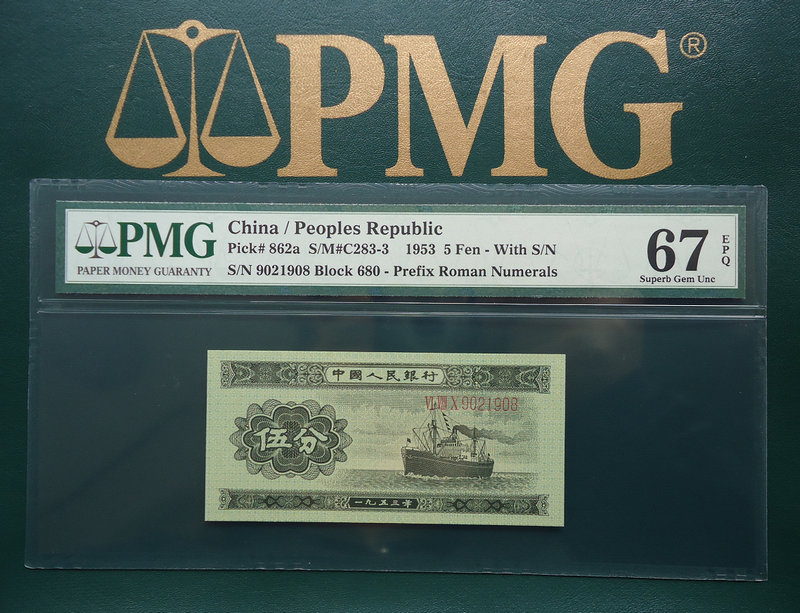 PMG®
PMG
PAPER MONEY GUARANTY
China / Peoples Republic
Pick# 862a S/M#C283-3 1953 5 Fen - With S/N
S/N 9021908 Block 680 - Prefix Roman Numerals
67
EPQ
Superb Gem Unc
中國人民銀行
VI VIII X 9021908
伍分
一九五三年